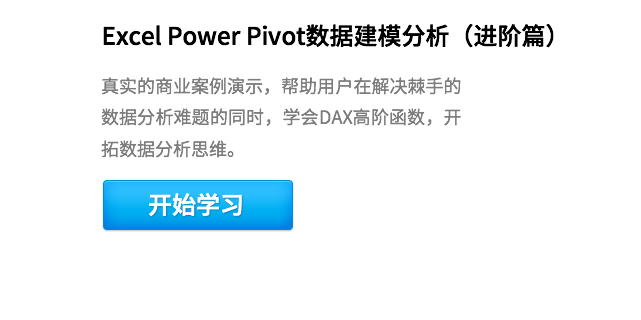 Excel Power Pivot数据建模分析（进阶篇）
真实的商业案例演示，帮助用户在解决棘手的
数据分析难题的同时，学会DAX高阶函数，开
拓数据分析思维。
开始学习